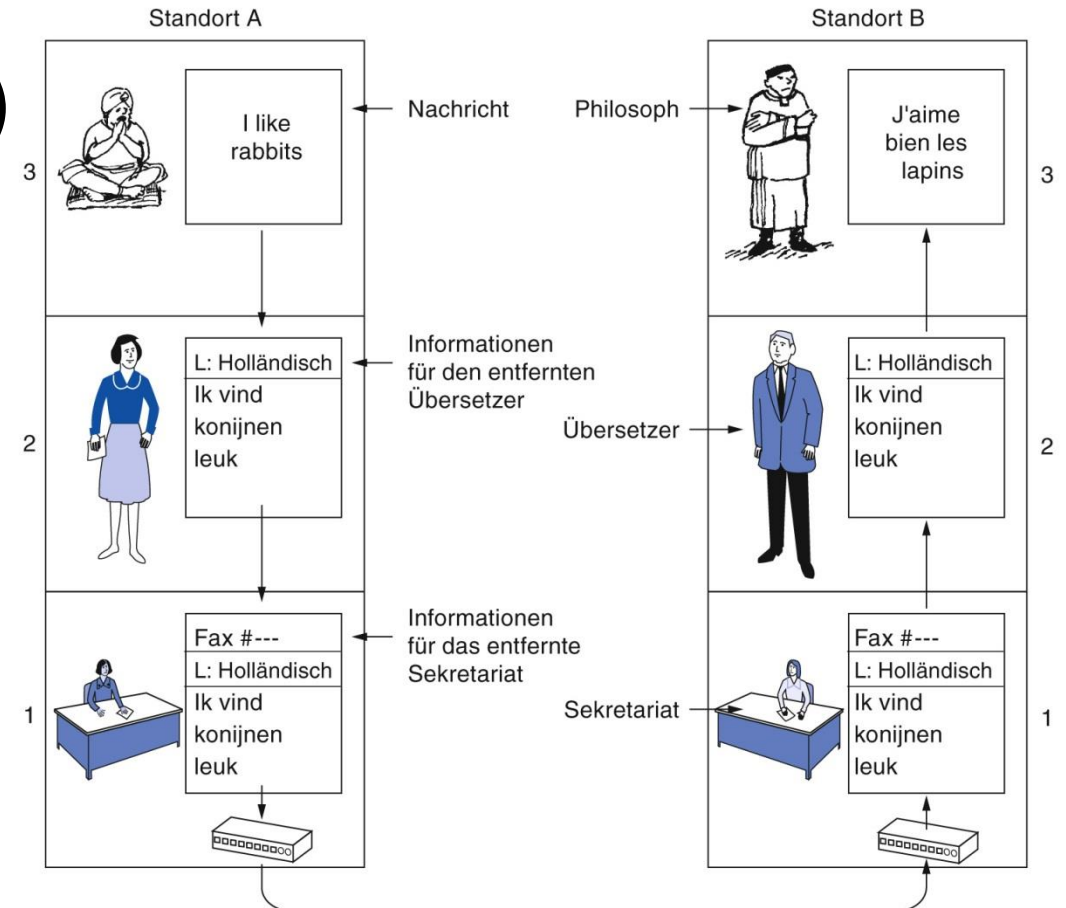 Standort A
Standort B
I like
rabbits
Nachricht
Philosoph
J'aime
bien les
lapins
3
3
L: Holländisch
Ik vind
konijnen
leuk
Informationen
für den entfernten
Übersetzer
Übersetzer
L: Holländisch
Ik vind
konijnen
leuk
2
2
Fax #---
L: Holländisch
Ik vind
konijnen
leuk
Informationen
für das entfernte
Sekretariat
Sekretariat
Fax #---
L: Holländisch
Ik vind
konijnen
leuk
1
1